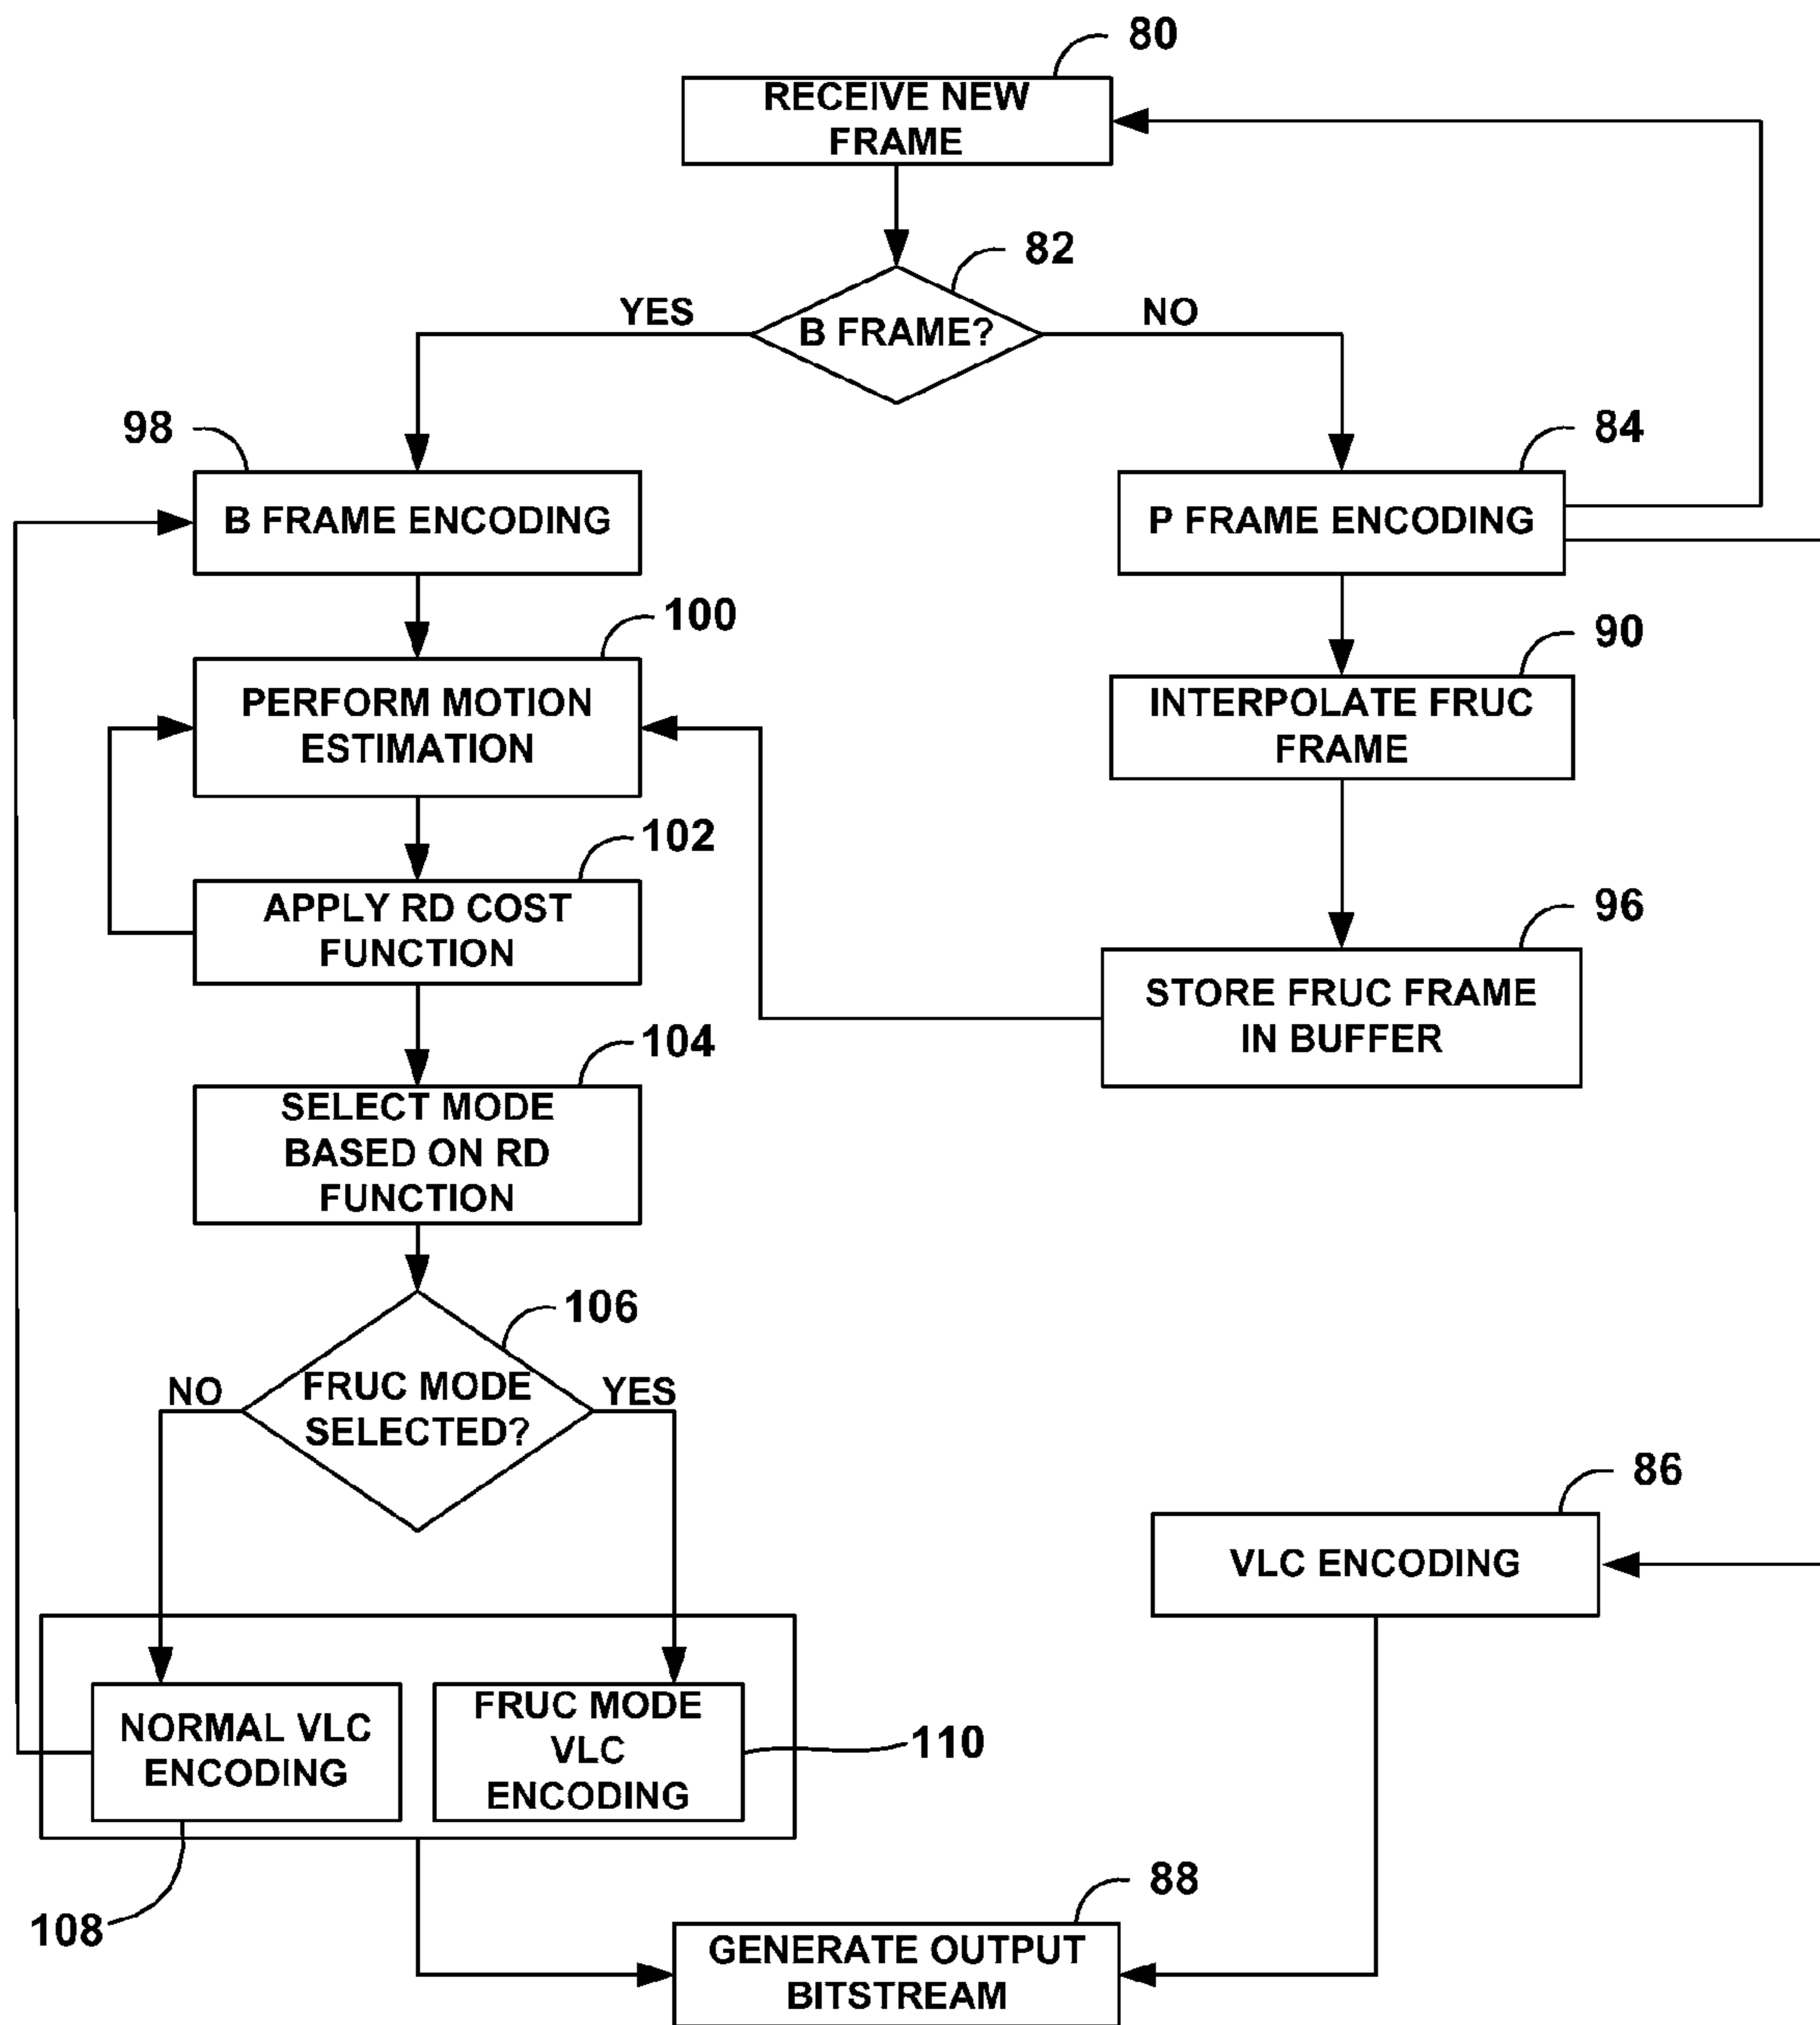 80
RECEIVE NEW
FRAME
82
YES
B FRAME?
NO
98
84
B FRAME ENCODING
P FRAME ENCODING
100
90
PERFORM MOTION
ESTIMATION
INTERPOLATE FRUC
FRAME
102
APPLY RD COST
FUNCTION
96
STORE FRUC FRAME
IN BUFFER
104
SELECT MODE
BASED ON RD
FUNCTION
106
NO
FRUC MODE
SELECTED?
YES
86
VLC ENCODING
NORMAL VLC
ENCODING
FRUC MODE
VLC
ENCODING
110
108
88
GENERATE OUTPUT
BITSTREAM